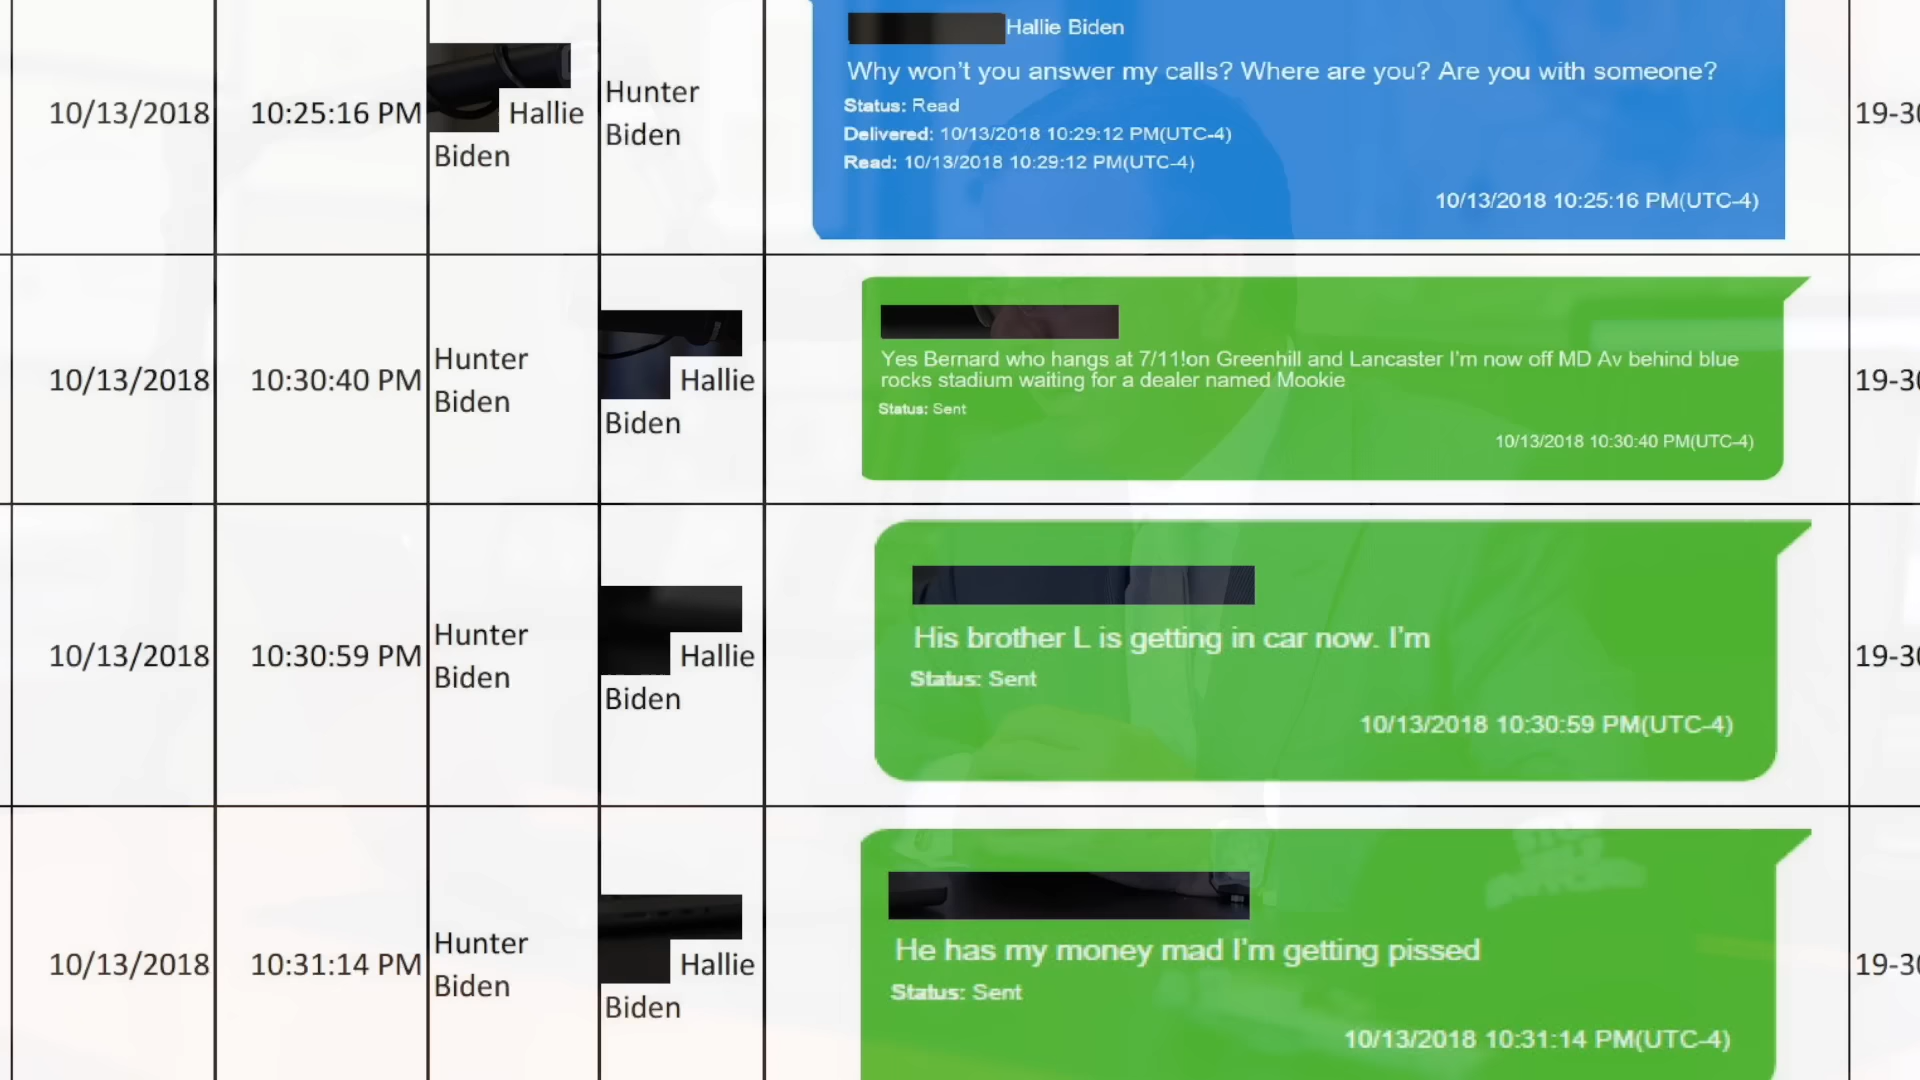 Hallie Biden
Why won't you answer my calls? Where are you? Are you with someone?
Status: Read
Delivered: 10/13/2018 10:29:12 PM(UTC-4)
Read: 10/13/2018 10:29:12 PM(UTC-4)
10/13/2018 10:25:16 PM(UTC-4)
10/13/2018
10:25:16 PM
Hallie
Biden
Hunter
Biden
19-30
Yes Bernard who hangs at 7/11!on Greenhill and Lancaster I'm now off MD Av behind blue
rocks stadium waiting for a dealer named Mookie
Status: Sent
10/13/2018 10:30:40 PM(UTC-4)
10/13/2018
10:30:40 PM
Hunter
Biden
Hallie
Biden
19-30
His brother L is getting in car now. I'm
Status: Sent
10/13/2018 10:30:59 PM(UTC-4)
10/13/2018
10:30:59 PM
Hunter
Biden
Hallie
Biden
19-30
He has my money mad I'm getting pissed
Status: Sent
10/13/2018 10:31:14 PM(UTC-4)
10/13/2018
10:31:14 PM
Hunter
Biden
Hallie
Biden
19-30